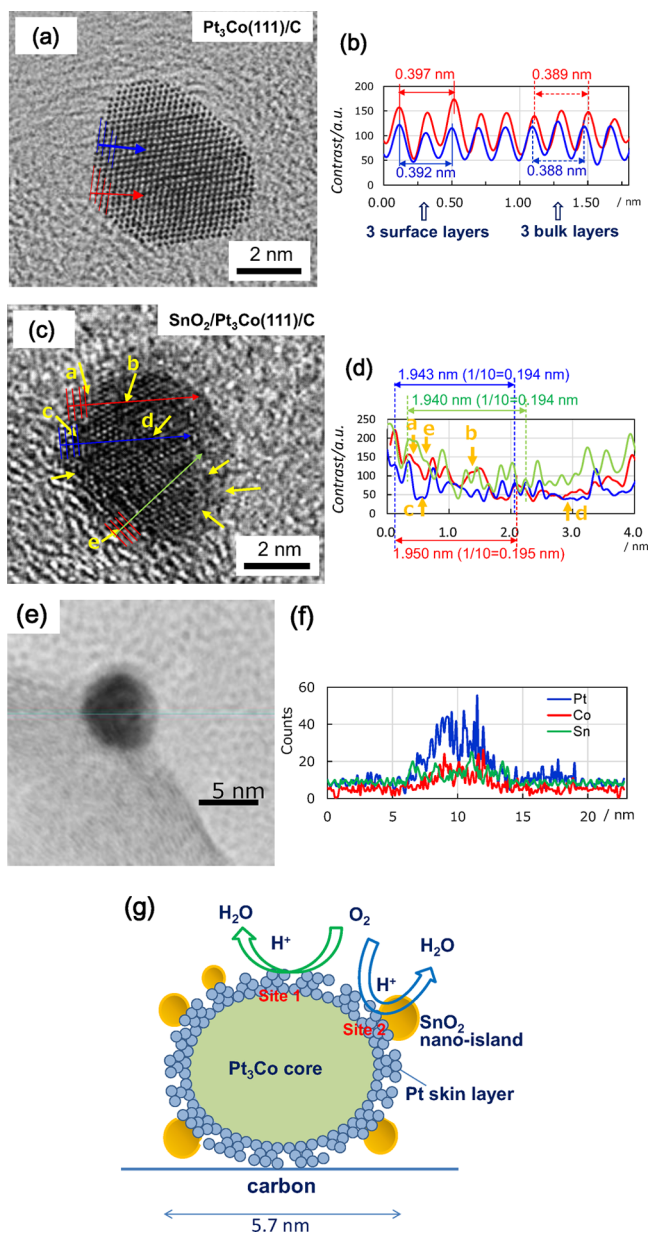 (a)
Pt₃Co(111)/C
2 nm
(b)
0.397 nm
0.389 nm
200
150
100
50
0
Contrast/a.u.
0.392 nm
0.388 nm
0.00
0.50
1.00
1.50
/ nm
3 surface layers
3 bulk layers
(c)
SnO₂/Pt₃Co(111)/C
a
b
c
d
e
2 nm
(d)
1.943 nm (1/10=0.194 nm)
1.940 nm (1/10=0.194 nm
250
200
150
100
50
0
Contrast/a.u.
a
e
b
c
d
0.0
1.0
2.0
3.0
4.0
/ nm
1.950 nm (1/10=0.195 nm)
(e)
5 nm
(f)
60
40
20
0
Counts
Pt
Co
Sn
0
5
10
15
20
/ nm
(g)
H₂O
O₂
H⁺
H₂O
H⁺
Site 1
Site 2
SnO₂
nano-island
Pt₃Co core
Pt skin layer
carbon
5.7 nm